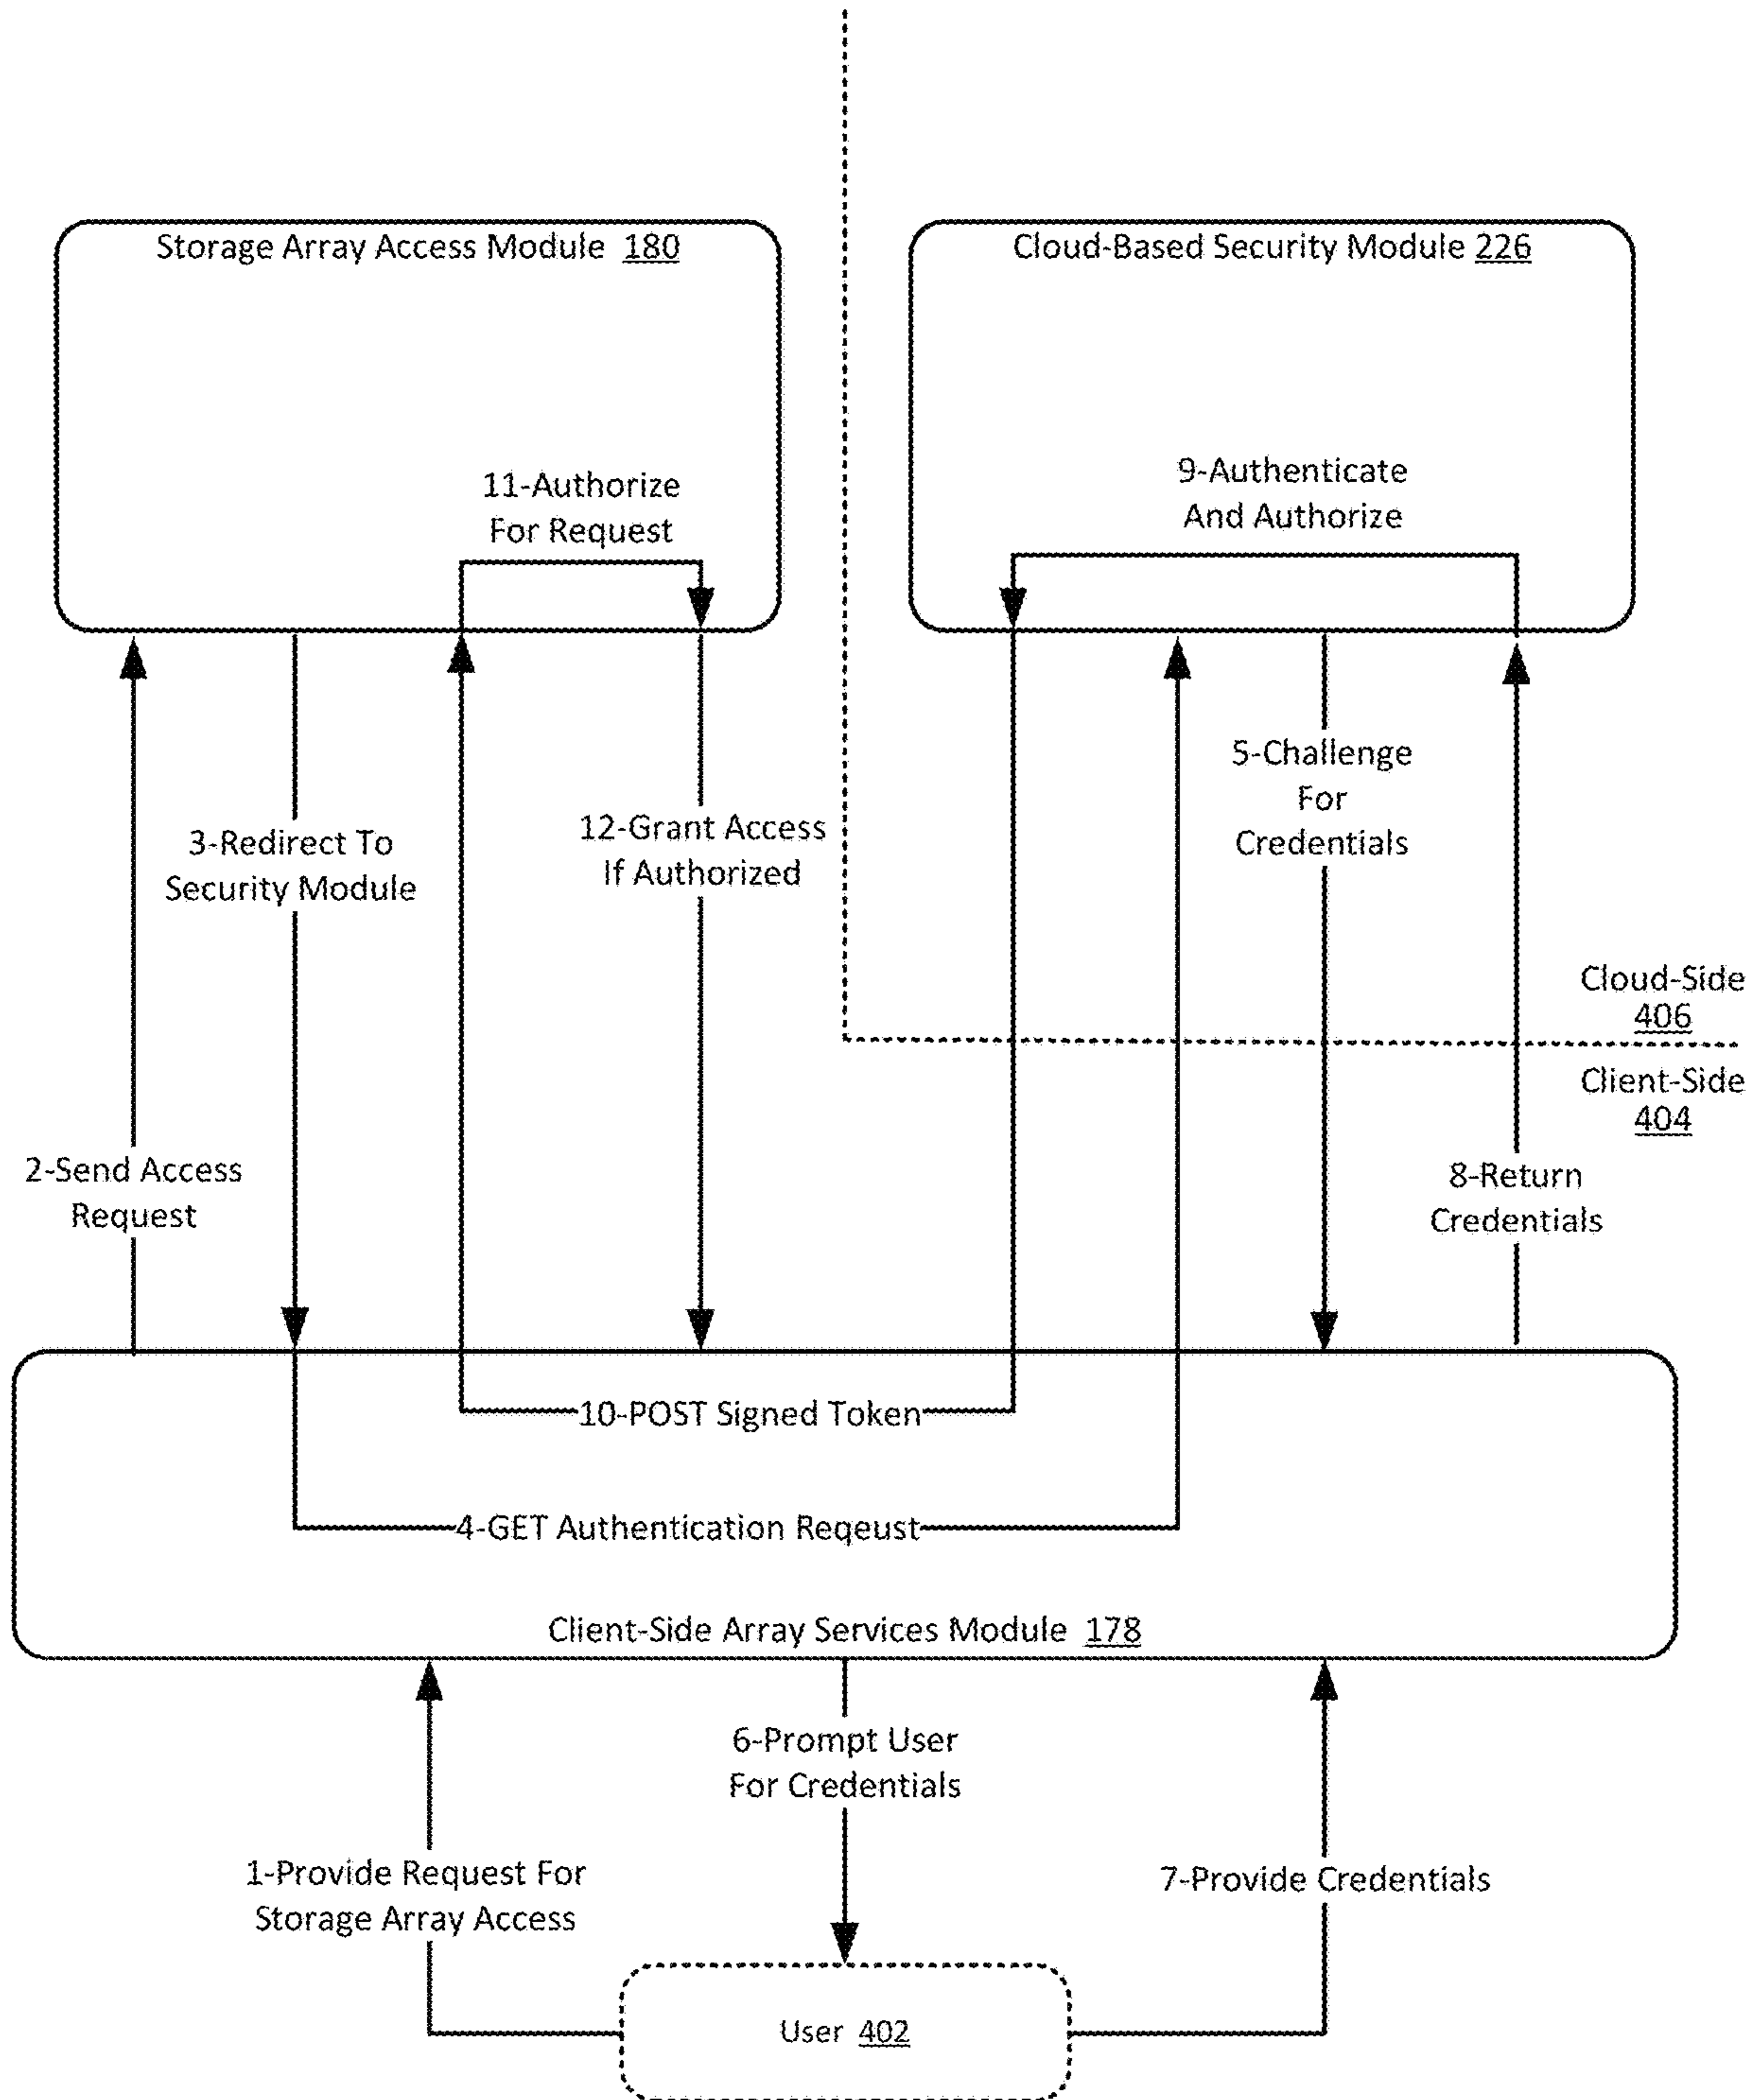 Storage Array Access Module 180
Cloud-Based Security Module 226
11-Authorize
For Request
9-Authenticate
And Authorize
5-Challenge
For
Credentials
3-Redirect To
Security Module
12-Grant Access
If Authorized
Cloud-Side
406
Client-Side
404
2-Send Access
Request
8-Return
Credentials
10-POST Signed Token
4-GET Authentication Reqeust
Client-Side Array Services Module 178
6-Prompt User
For Credentials
1-Provide Request For
Storage Array Access
7-Provide Credentials
User 402